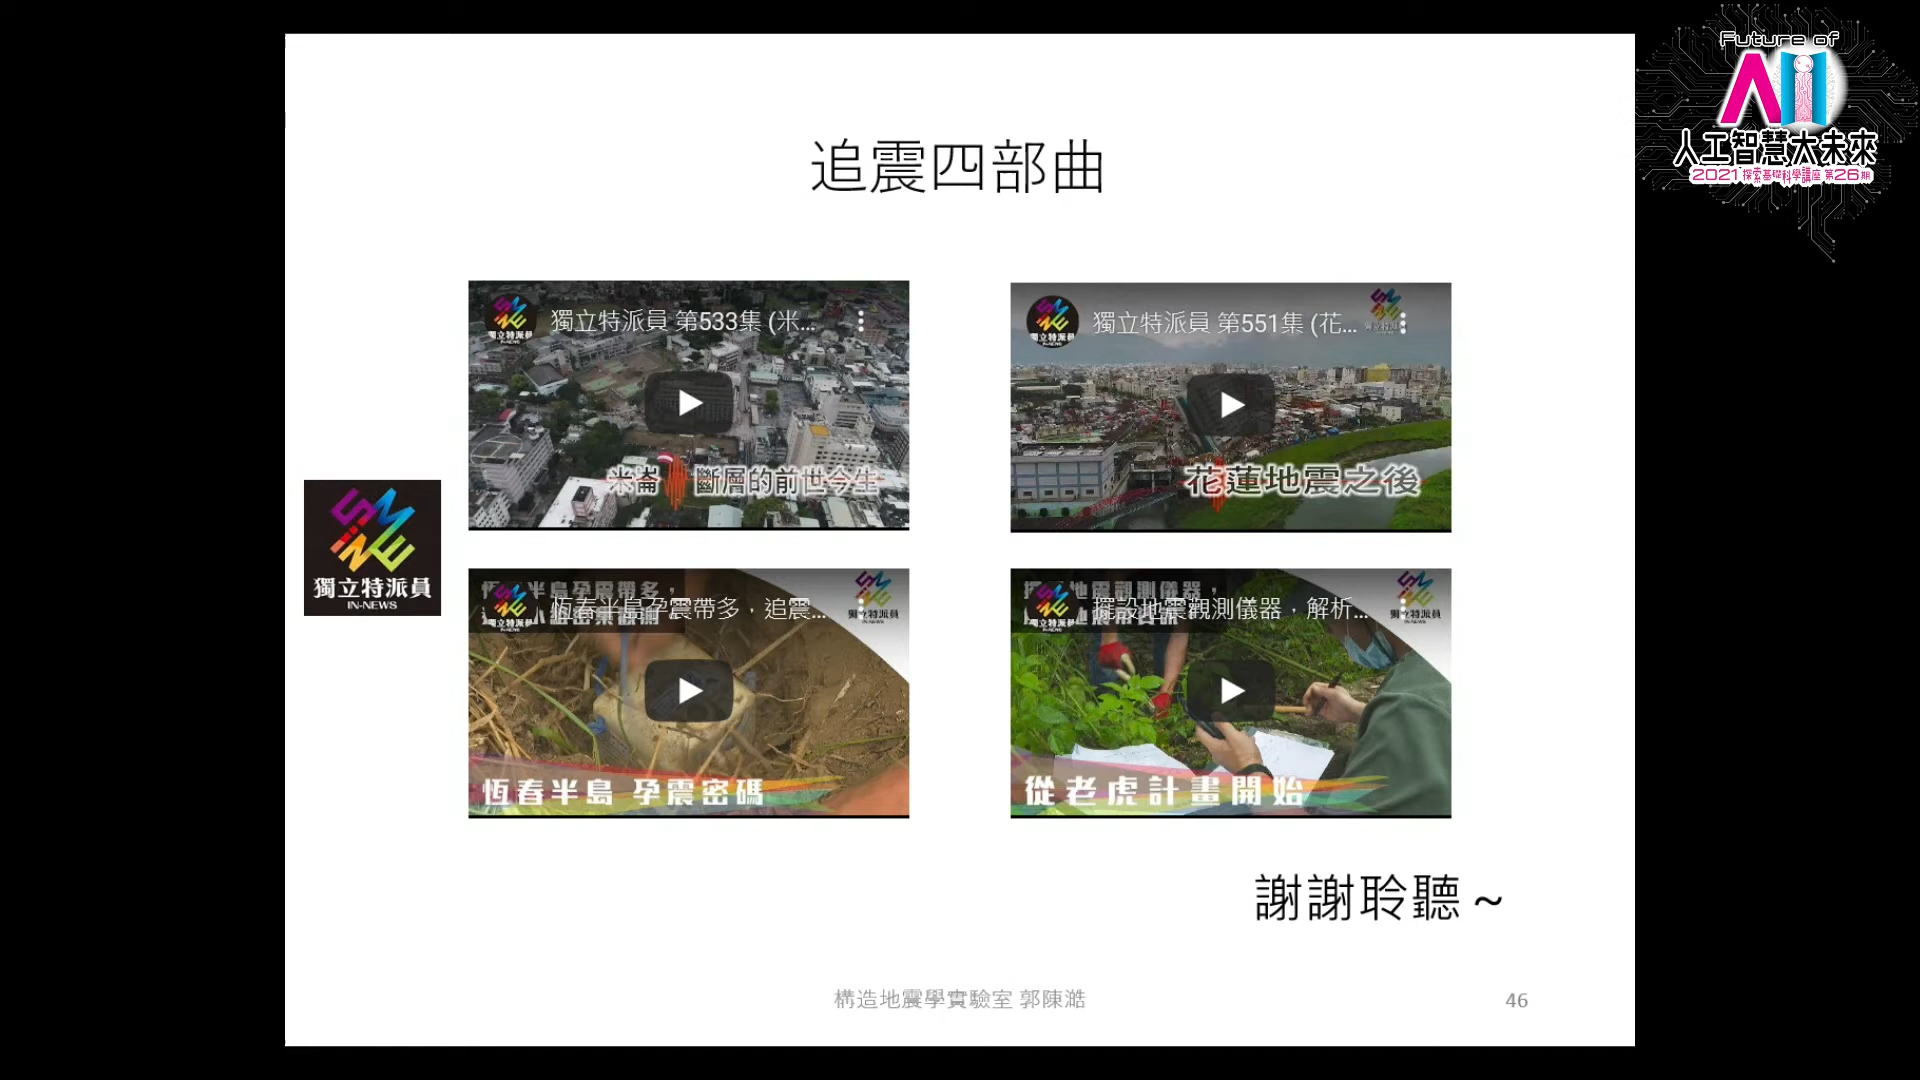 Future of
AI
人工智慧大未來
2021 探索基礎科學講座 第26期
追震四部曲
獨立特派員 第533集 (米...
米崙斷層的前世今生
獨立特派員 第551集 (花...
花蓮地震之後
獨立特派員
IN-NEWS
恆春半島孕震帶多，追震...
恆春半島 孕震密碼
擺設地震觀測儀器，解析...
從老虎計畫開始
謝謝聆聽~
構造地震學實驗室 郭陳澔
46